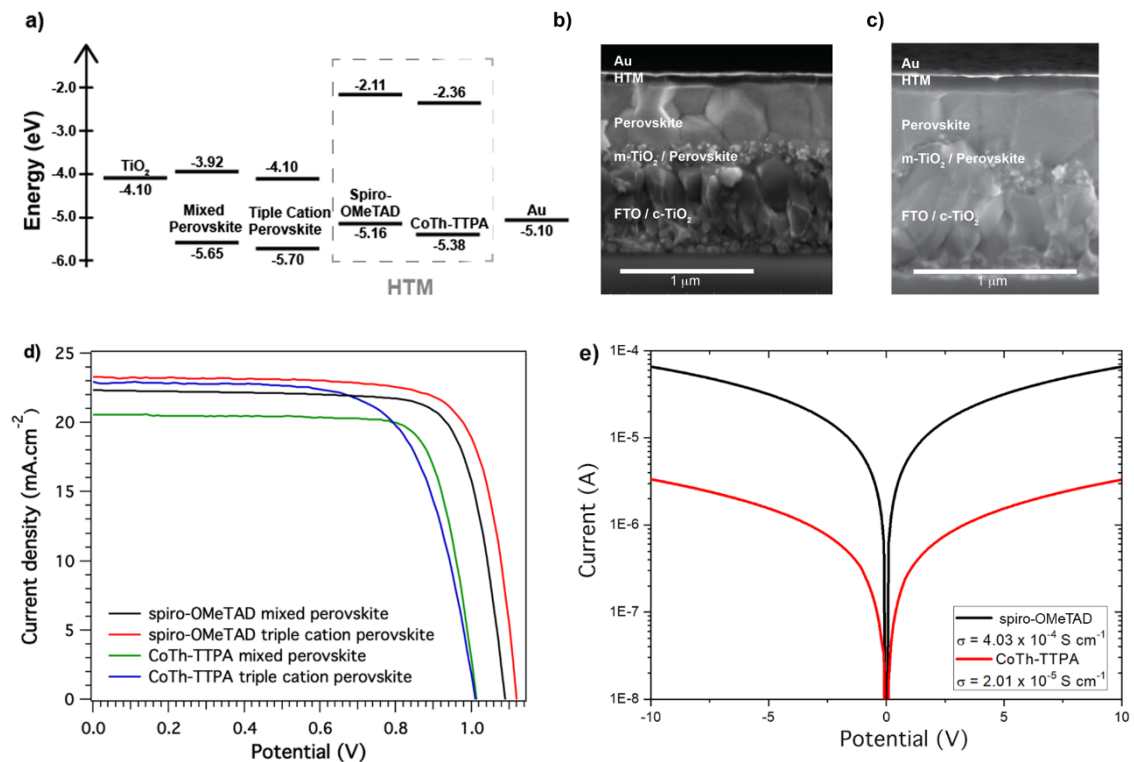 a)
Energy (eV)
-2.0
-3.0
-4.0
-5.0
-6.0
TiO₂
-4.10
-3.92
Mixed
Perovskite
-5.65
-4.10
Triple Cation
Perovskite
-5.70
-2.11
Spiro-
OMeTAD
-5.16
-2.36
CoTh-TTPA
-5.38
Au
-5.10
HTM
b)
Au
HTM
Perovskite
m-TiO₂ / Perovskite
FTO / c-TiO₂
1 μm
c)
Au
HTM
Perovskite
m-TiO₂ / Perovskite
FTO / c-TiO₂
1 μm
d)
Current density (mA.cm⁻²)
25
20
15
10
5
0
0.0 0.2 0.4 0.6 0.8 1.0
Potential (V)
spiro-OMeTAD mixed perovskite
spiro-OMeTAD triple cation perovskite
CoTh-TTPA mixed perovskite
CoTh-TTPA triple cation perovskite
e)
Current (A)
1E-4
1E-5
1E-6
1E-7
1E-8
-10 -5 0 5 10
Potential (V)
spiro-OMeTAD
σ = 4.03 x 10⁻⁴ S cm⁻¹
CoTh-TTPA
σ = 2.01 x 10⁻⁵ S cm⁻¹